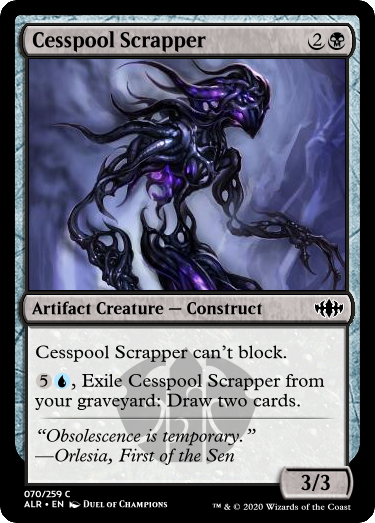 Cesspool Scrapper 2
Artifact Creature — Construct
Cesspool Scrapper can't block.
5, Exile Cesspool Scrapper from
your graveyard: Draw two cards.
“Obsolescence is temporary.”
—Orlesia, First of the Sen
3/3
070/259 C
ALR • EN Duel of Champions
™ & © 2020 Wizards of the Coast